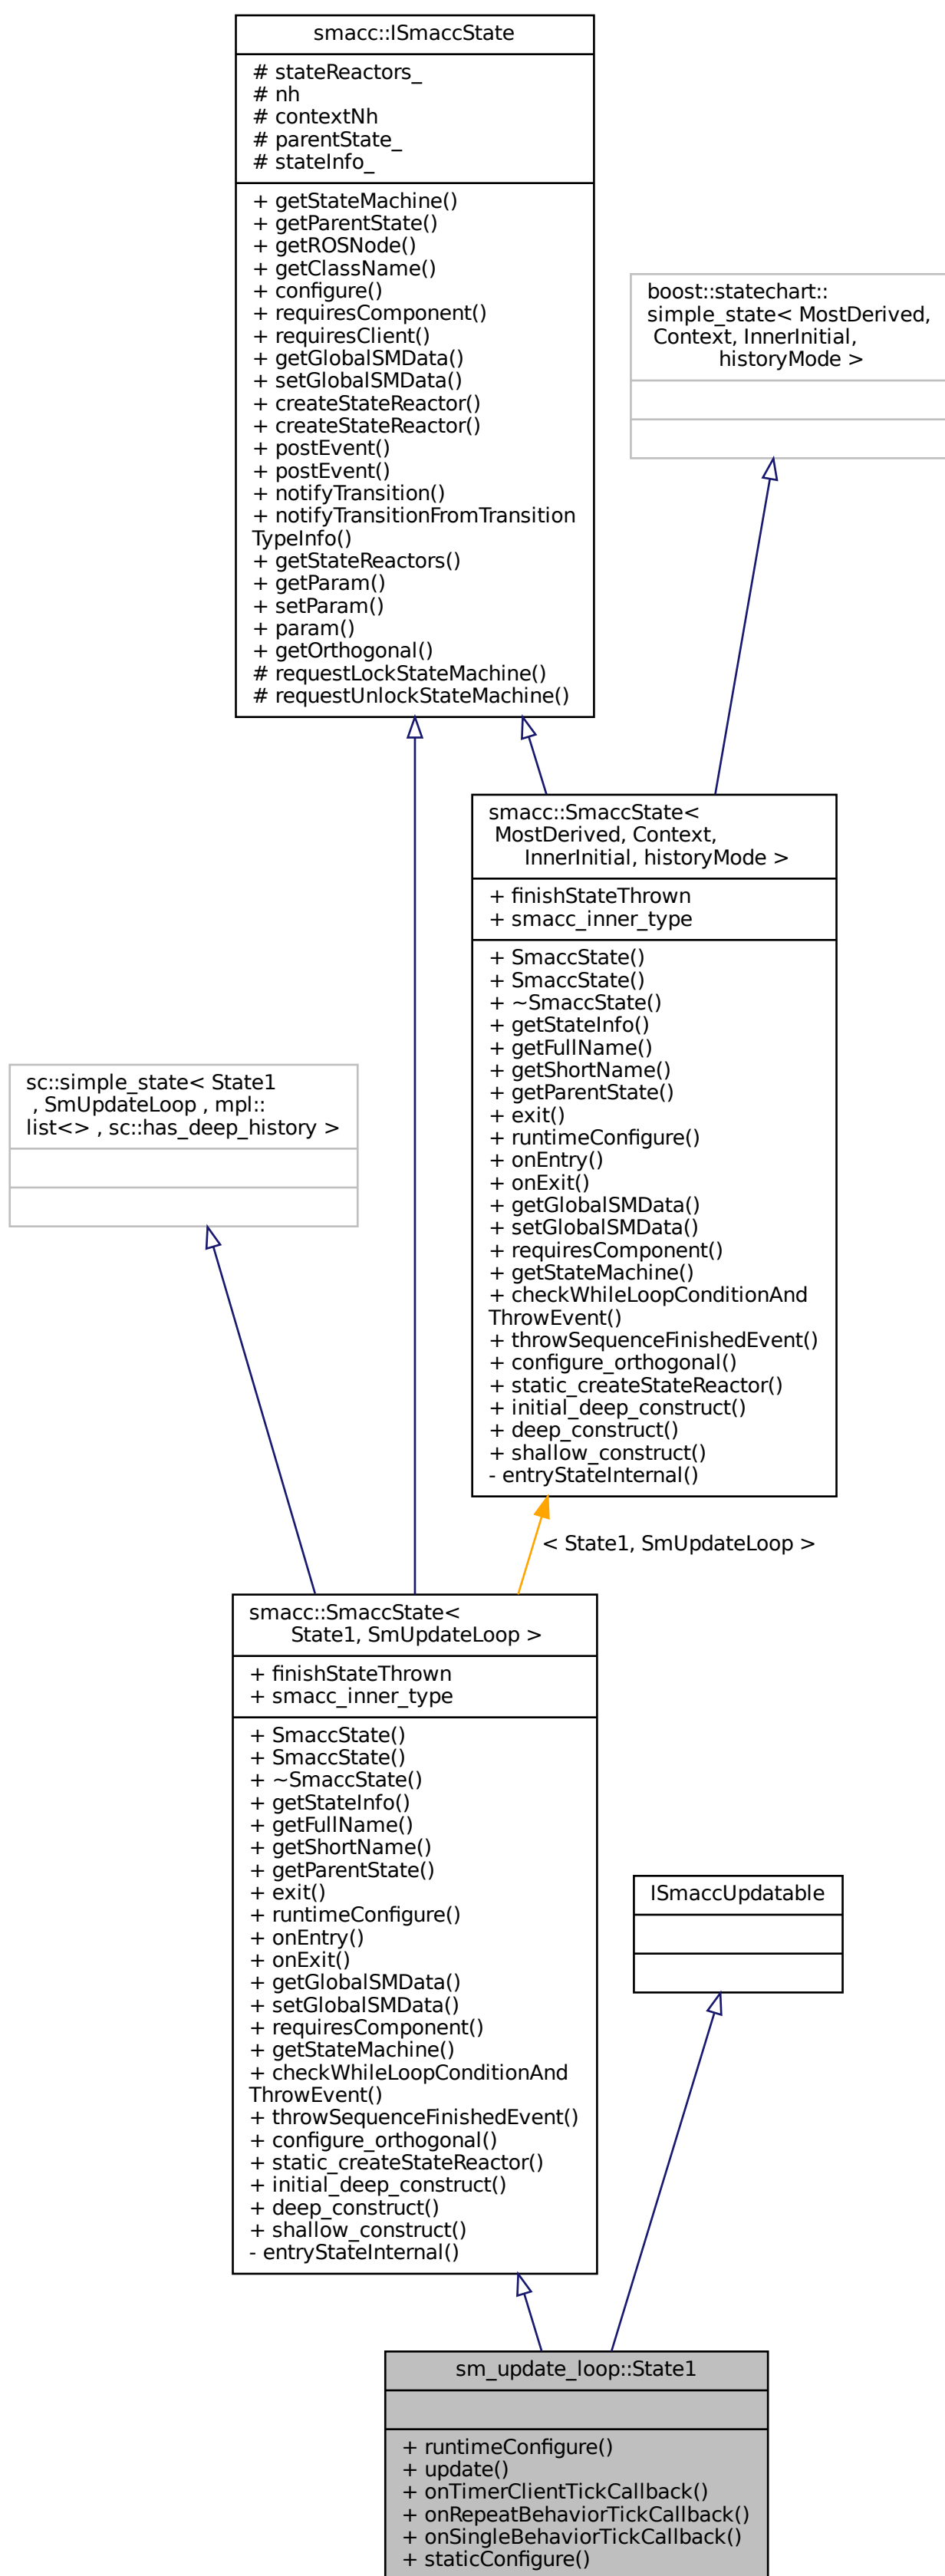 smacc::ISmaccState
# stateReactors_
# nh
# contextNh
# parentState_
# stateInfo_
+ getStateMachine()
+ getParentState()
+ getROSNode()
+ getClassName()
+ configure()
+ requiresComponent()
+ requiresClient()
+ getGlobalSMData()
+ setGlobalSMData()
+ createStateReactor()
+ createStateReactor()
+ postEvent()
+ postEvent()
+ notifyTransition()
+ notifyTransitionFromTransition
TypeInfo()
+ getStateReactors()
+ getParam()
+ setParam()
+ param()
+ getOrthogonal()
# requestLockStateMachine()
# requestUnlockStateMachine()
boost::statechart::
simple_state< MostDerived,
Context, InnerInitial,
historyMode >
smacc::SmaccState<
MostDerived, Context,
InnerInitial, historyMode >
+ finishStateThrown
+ smacc_inner_type
+ SmaccState()
+ SmaccState()
+ ~SmaccState()
+ getStateInfo()
+ getFullName()
+ getShortName()
+ getParentState()
+ exit()
+ runtimeConfigure()
+ onEntry()
+ onExit()
+ getGlobalSMData()
+ setGlobalSMData()
+ requiresComponent()
+ getStateMachine()
+ checkWhileLoopConditionAnd
ThrowEvent()
+ throwSequenceFinishedEvent()
+ configure_orthogonal()
+ static_createStateReactor()
+ initial_deep_construct()
+ deep_construct()
+ shallow_construct()
- entryStateInternal()
sc::simple_state< State1
, SmUpdateLoop , mpl::
list<> , sc::has_deep_history >
< State1, SmUpdateLoop >
smacc::SmaccState<
State1, SmUpdateLoop >
+ finishStateThrown
+ smacc_inner_type
+ SmaccState()
+ SmaccState()
+ ~SmaccState()
+ getStateInfo()
+ getFullName()
+ getShortName()
+ getParentState()
+ exit()
+ runtimeConfigure()
+ onEntry()
+ onExit()
+ getGlobalSMData()
+ setGlobalSMData()
+ requiresComponent()
+ getStateMachine()
+ checkWhileLoopConditionAnd
ThrowEvent()
+ throwSequenceFinishedEvent()
+ configure_orthogonal()
+ static_createStateReactor()
+ initial_deep_construct()
+ deep_construct()
+ shallow_construct()
- entryStateInternal()
ISmaccUpdatable
sm_update_loop::State1
+ runtimeConfigure()
+ update()
+ onTimerClientTickCallback()
+ onRepeatBehaviorTickCallback()
+ onSingleBehaviorTickCallback()
+ staticConfigure()